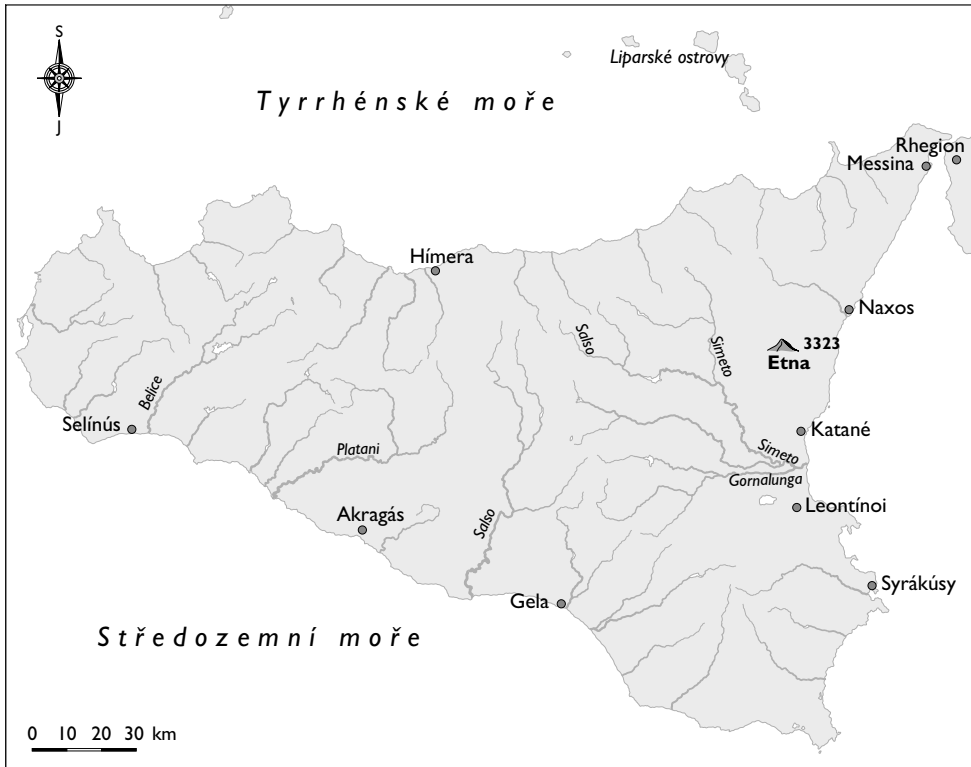 S
J
Liparské ostrovy
Tyrrhénské moře
Rhegion
Messina
Hímera
Naxos
Salso
Simeto
3323
Etna
Belice
Selínús
Katané
Platani
Simeto
Gornalunga
Leontínoi
Akragás
Salso
Syrákúsy
Gela
Středozemní moře
0 10 20 30 km